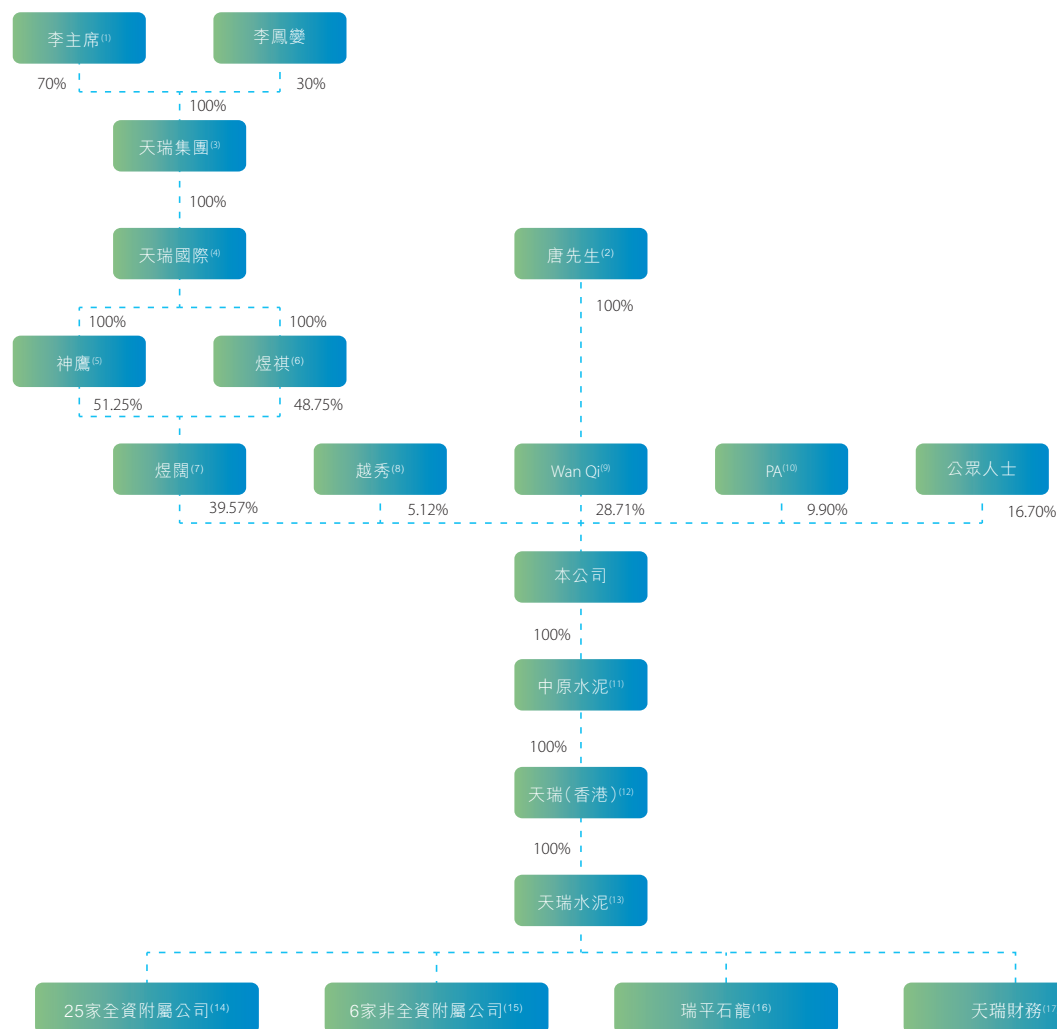 李主席(1)
李鳳孌
70%
30%
100%
天瑞集團(3)
100%
天瑞國際(4)
唐先生(2)
100%
100%
100%
神鷹(5)
煜祺(6)
51.25%
48.75%
煜闊(7)
越秀(8)
Wan Qi(9)
PA(10)
公眾人士
39.57%
5.12%
28.71%
9.90%
16.70%
本公司
100%
中原水泥(11)
100%
天瑞(香港)(12)
100%
天瑞水泥(13)
25家全資附屬公司(14)
6家非全資附屬公司(15)
瑞平石龍(16)
天瑞財務(17)